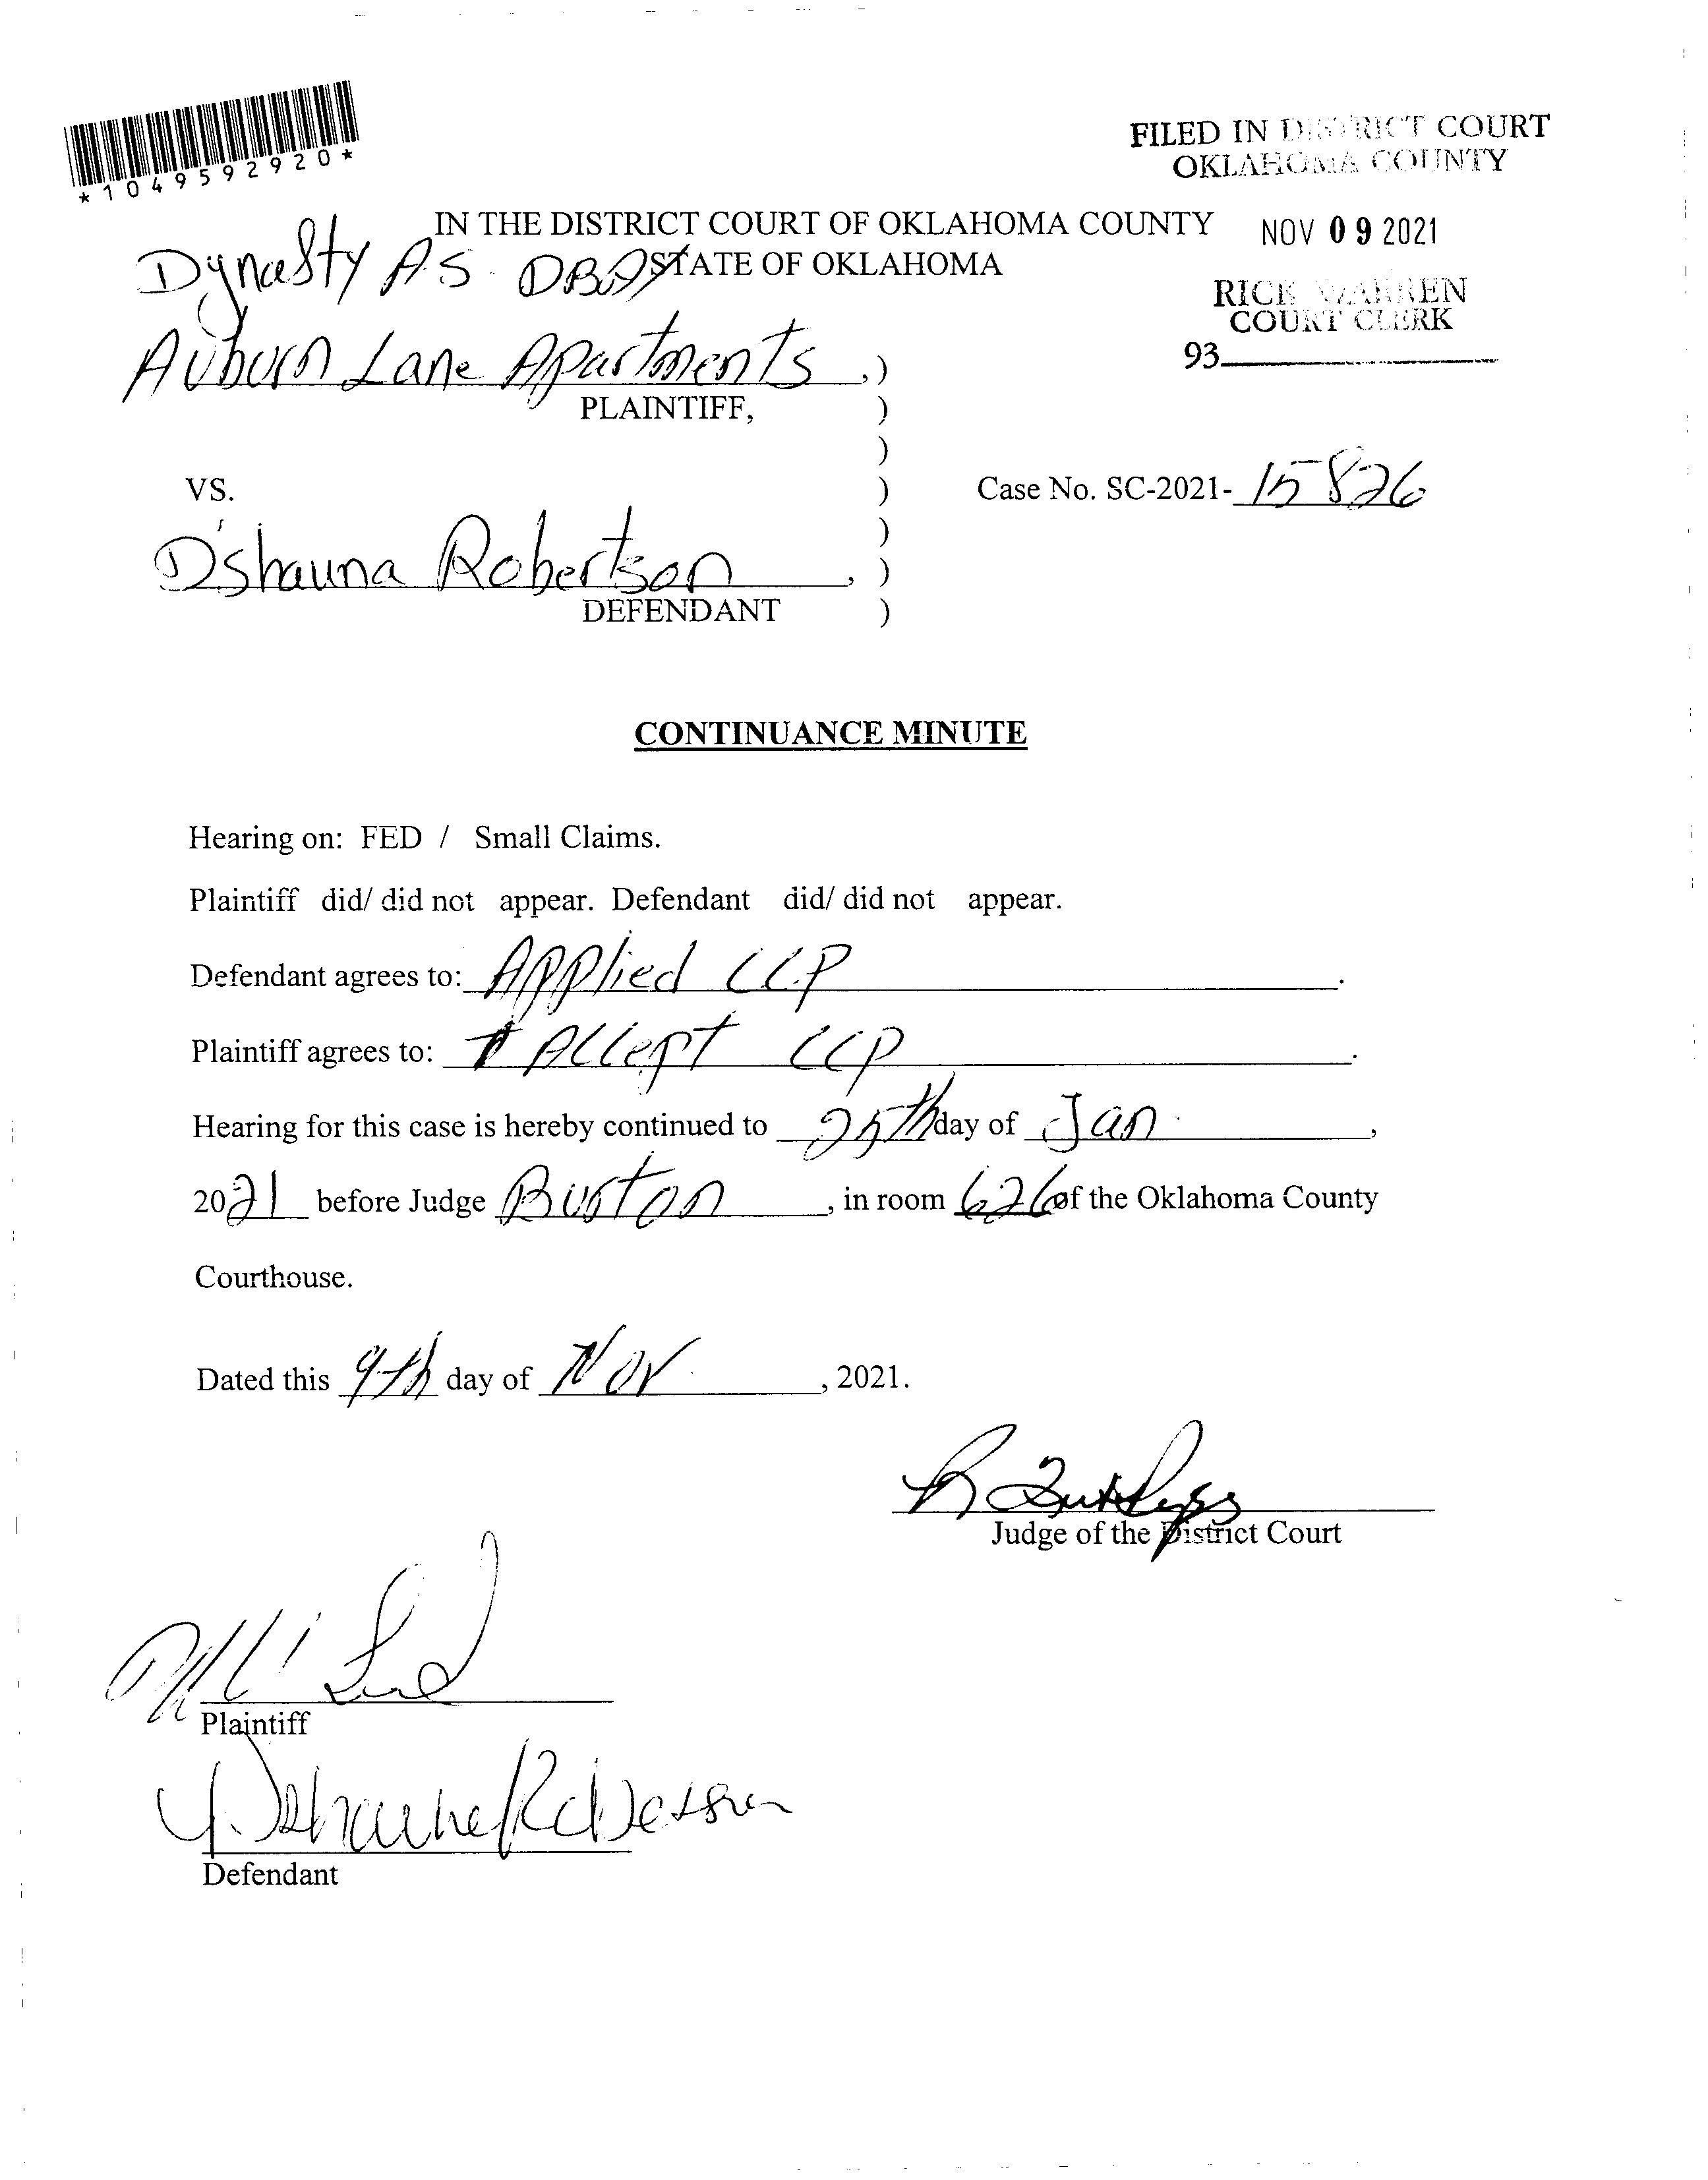 *1049592920*
FILED IN DISTRICT COURT
OKLAHOMA COUNTY
NOV 09 2021
RICK WARREN
COURT CLERK
93
IN THE DISTRICT COURT OF OKLAHOMA COUNTY
STATE OF OKLAHOMA
Dynasty AS DBA
Auburn Lane Apartments , )
PLAINTIFF, )
)
VS. ) Case No. SC-2021- 15826
)
D'shauna Robertson , )
DEFENDANT )
CONTINUANCE MINUTE
Hearing on: FED / Small Claims.
Plaintiff did/ did not appear. Defendant did/ did not appear.
Defendant agrees to: Applied CCP .
Plaintiff agrees to: Accept CCP .
Hearing for this case is hereby continued to 25th day of Jan ,
2021 before Judge Burton , in room 626 of the Oklahoma County
Courthouse.
Dated this 9th day of Nov , 2021.
Judge of the District Court
Plaintiff
Defendant